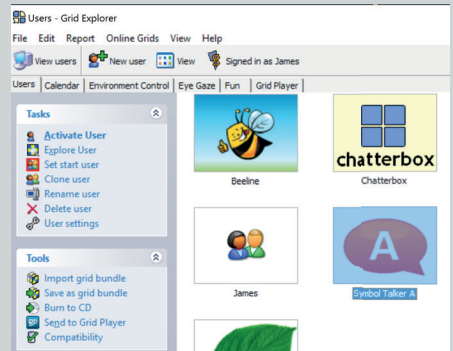 Users - Grid Explorer
File Edit Report Online Grids View Help
View users New user View Signed in as James
Users Calendar Environment Control Eye Gaze Fun Grid Player
Tasks
Activate User
Explore User
Set start user
Clone user
Rename user
Delete user
User settings
Tools
Import grid bundle
Save as grid bundle
Burn to CD
Send to Grid Player
Compatibility
Beeline
chatterbox
Chatterbox
James
A
Symbol Talker A